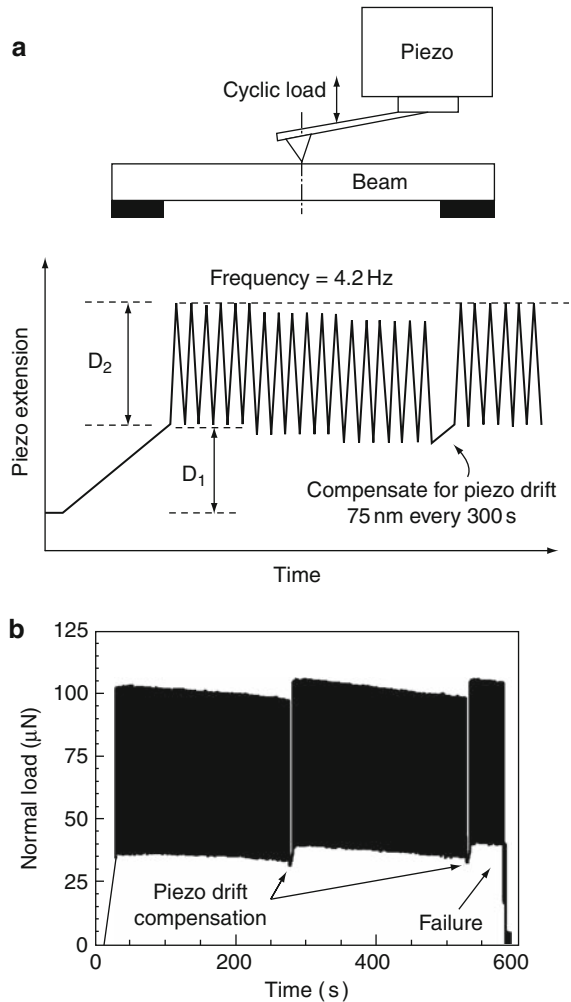 a
Piezo
Cyclic load
Beam
Frequency = 4.2 Hz
D2
D1
Piezo extension
Compensate for piezo drift
75 nm every 300 s
Time
b
125
100
75
50
25
0
Normal load (μN)
Piezo drift
compensation
Failure
0
200
400
600
Time (s)